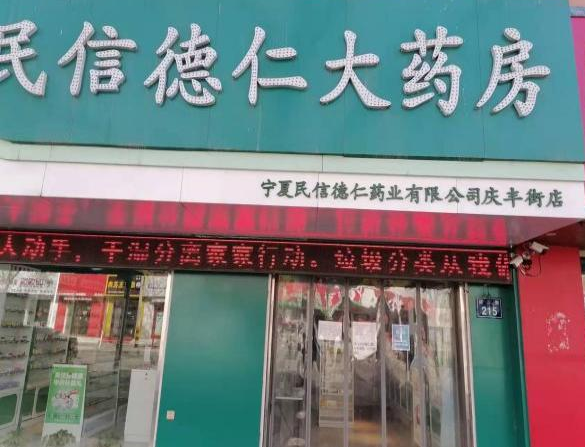 民信德仁大药房
宁夏民信德仁药业有限公司庆丰街店
人动手，干湿分离家家行动。垃圾分类从我
215